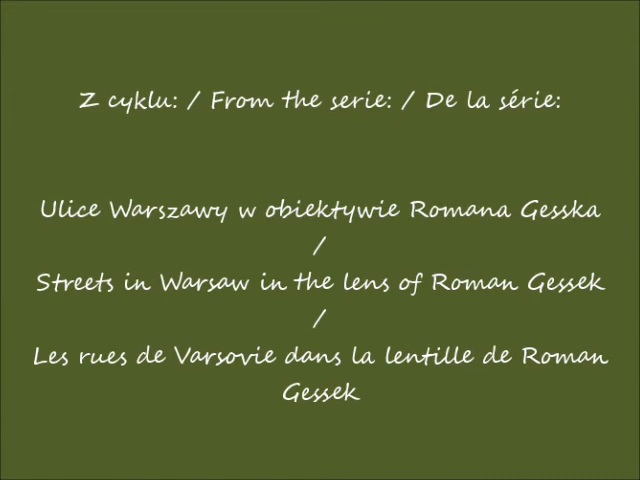 Z cyklu: / From the serie: / De la série:
Ulice Warszawy w obiektywie Romana Gesska
/
Streets in Warsaw in the lens of Roman Gessek
/
Les rues de Varsovie dans la lentille de Roman
Gessek